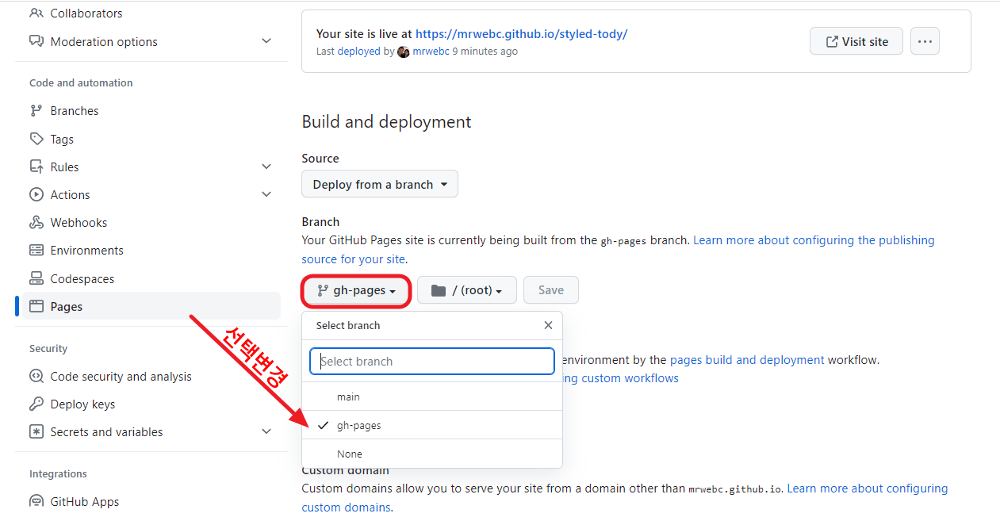 Collaborators
Moderation options
Code and automation
Branches
Tags
Rules
Actions
Webhooks
Environments
Codespaces
Pages
Security
Code security and analysis
Deploy keys
Secrets and variables
Integrations
GitHub Apps
Your site is live at https://mrwebc.github.io/styled-tody/
Last deployed by mrwebc 9 minutes ago
Visit site
Build and deployment
Source
Deploy from a branch
Branch
Your GitHub Pages site is currently being built from the gh-pages branch. Learn more about configuring the publishing
source for your site.
gh-pages
/ (root)
Save
선택변경
Select branch
Select branch
main
gh-pages
None
environment by the pages build and deployment workflow.
ing custom workflows
Custom domain
Custom domains allow you to serve your site from a domain other than mrwebc.github.io. Learn more about configuring
custom domains.